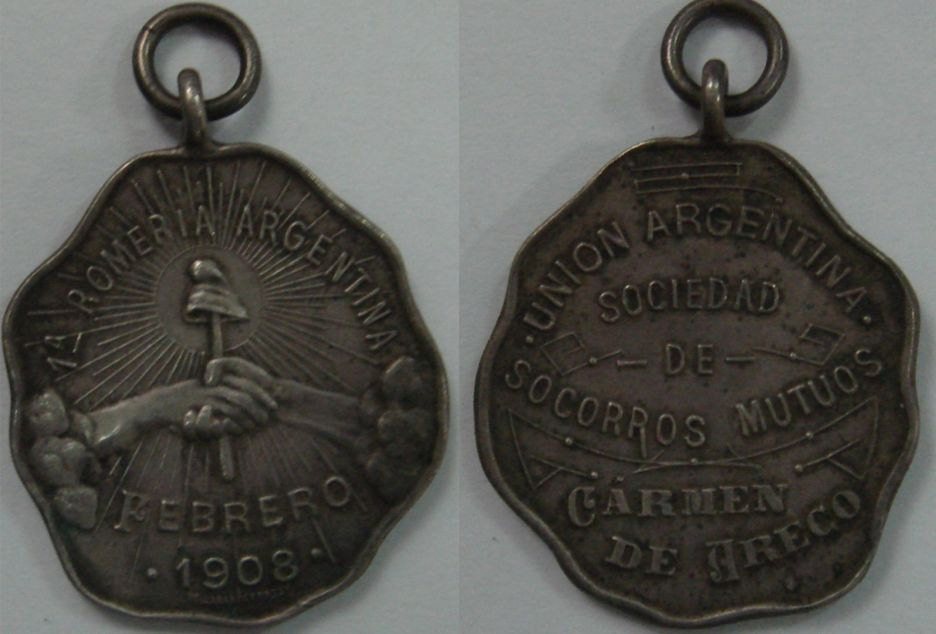 1ª ROMERIA ARGENTINA
FEBRERO
· 1908 ·
· UNION ARGENTINA ·
SOCIEDAD
– DE –
SOCORROS MUTUOS
CÁRMEN
DE ARECO